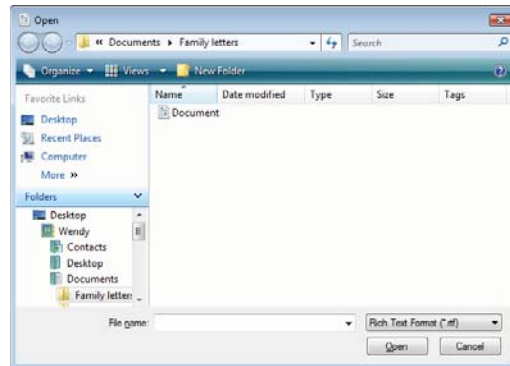 Open
« Documents ▸ Family letters
Search
Organize
Views
New Folder
Favorite Links
Name Date modified Type Size Tags
Document
Desktop
Recent Places
Computer
More »
Folders
Desktop
Wendy
Contacts
Desktop
Documents
Family letters
File name:
Rich Text Format (*.rtf)
Open
Cancel